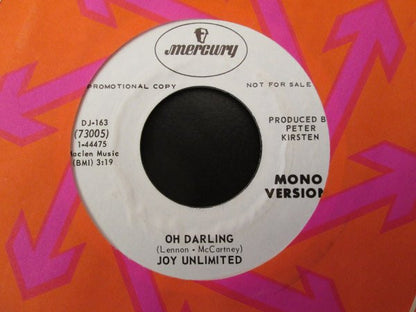 mercury
PROMOTIONAL COPY
NOT FOR SALE
DJ-163
(73005)
1-44475
Maclen Music
(BMI) 3:19
PRODUCED B
PETER
KIRSTEN
MONO
VERSION
OH DARLING
(Lennon - McCartney)
JOY UNLIMITED